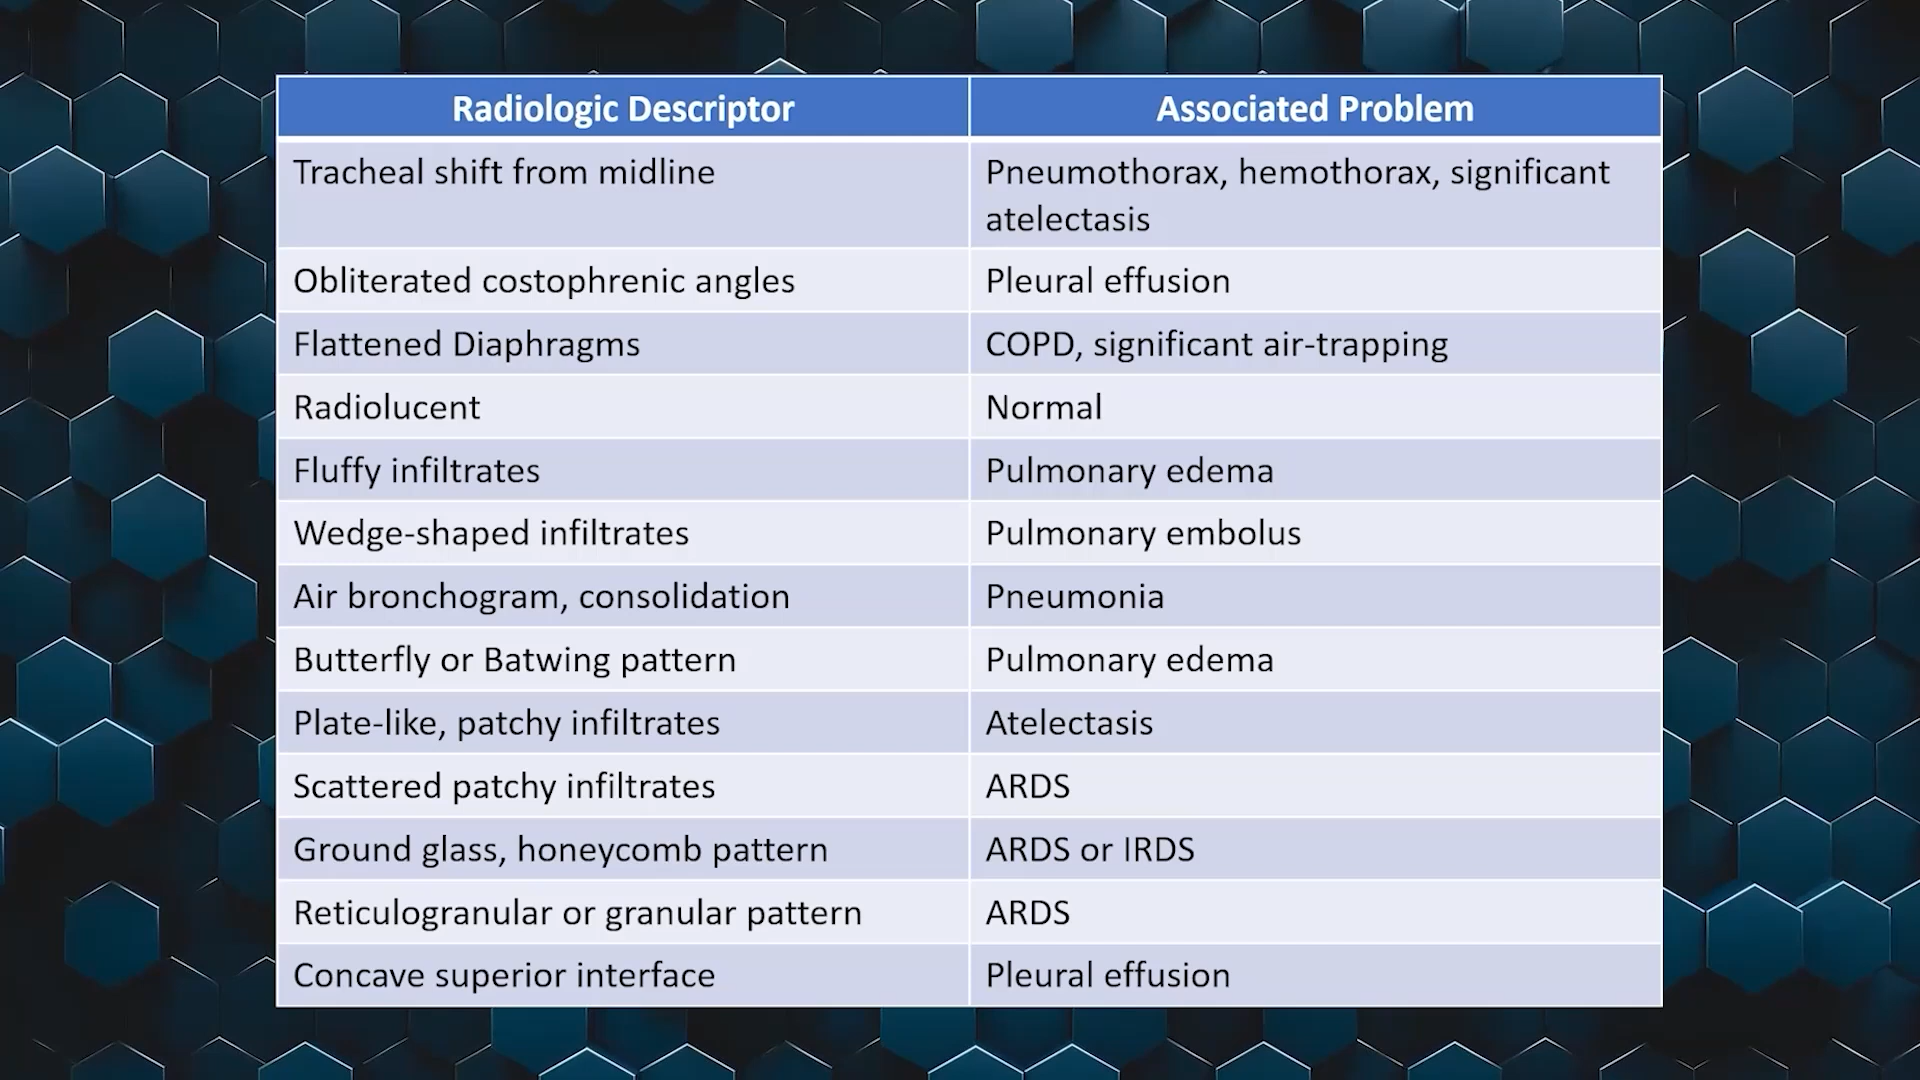 Radiologic Descriptor Associated Problem
Tracheal shift from midline Pneumothorax, hemothorax, significant
atelectasis
Obliterated costophrenic angles Pleural effusion
Flattened Diaphragms COPD, significant air-trapping
Radiolucent Normal
Fluffy infiltrates Pulmonary edema
Wedge-shaped infiltrates Pulmonary embolus
Air bronchogram, consolidation Pneumonia
Butterfly or Batwing pattern Pulmonary edema
Plate-like, patchy infiltrates Atelectasis
Scattered patchy infiltrates ARDS
Ground glass, honeycomb pattern ARDS or IRDS
Reticulogranular or granular pattern ARDS
Concave superior interface Pleural effusion